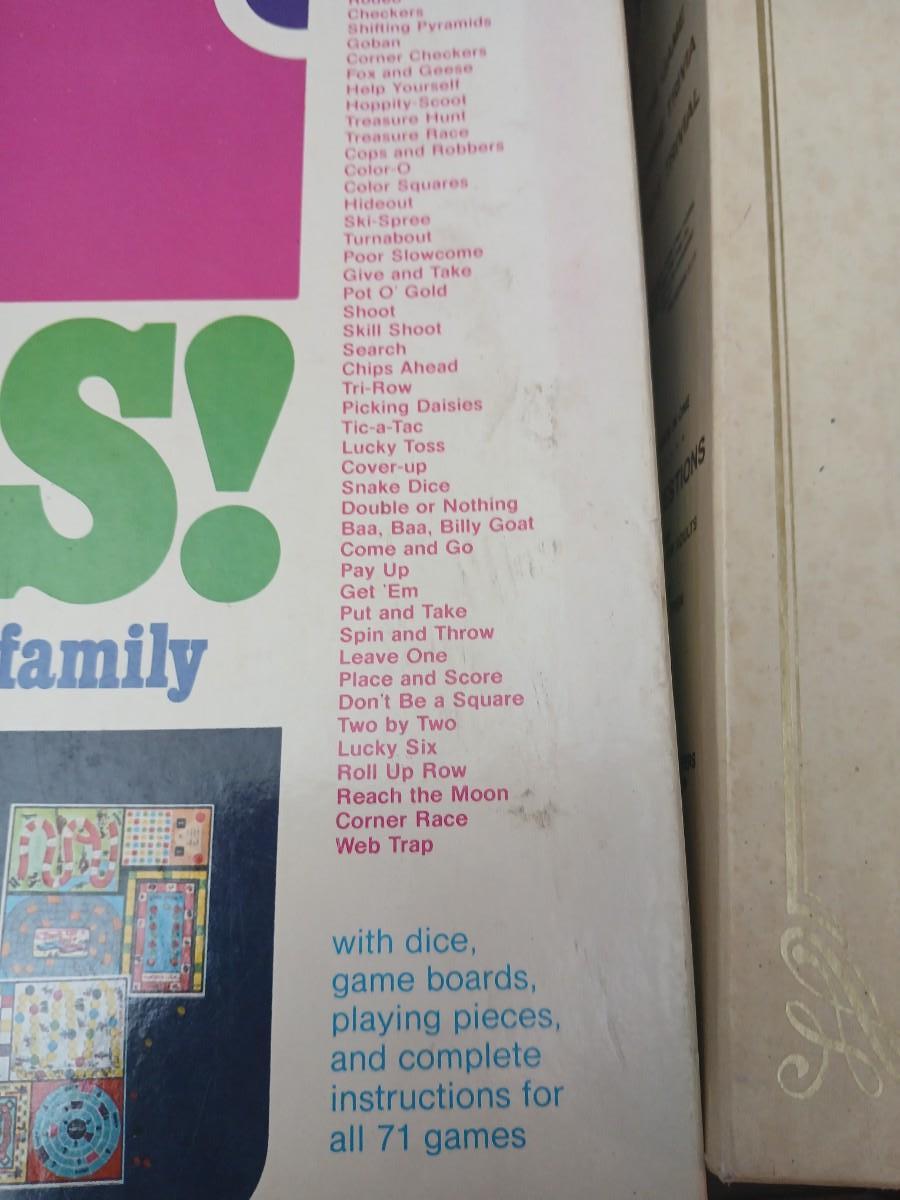 Rodeo
Checkers
Shifting Pyramids
Goban
Corner Checkers
Fox and Geese
Help Yourself
Hoppity-Scoot
Treasure Hunt
Treasure Race
Cops and Robbers
Color-O
Color Squares
Hideout
Ski-Spree
Turnabout
Poor Slowcome
Give and Take
Pot O' Gold
Shoot
Skill Shoot
Search
Chips Ahead
Tri-Row
Picking Daisies
Tic-a-Tac
Lucky Toss
Cover-up
Snake Dice
Double or Nothing
Baa, Baa, Billy Goat
Come and Go
Pay Up
Get 'Em
Put and Take
Spin and Throw
Leave One
Place and Score
Don't Be a Square
Two by Two
Lucky Six
Roll Up Row
Reach the Moon
Corner Race
Web Trap
with dice,
game boards,
playing pieces,
and complete
instructions for
all 71 games
S!
family
TRIVIA
TRIVIAL
STIONS
ADULTS